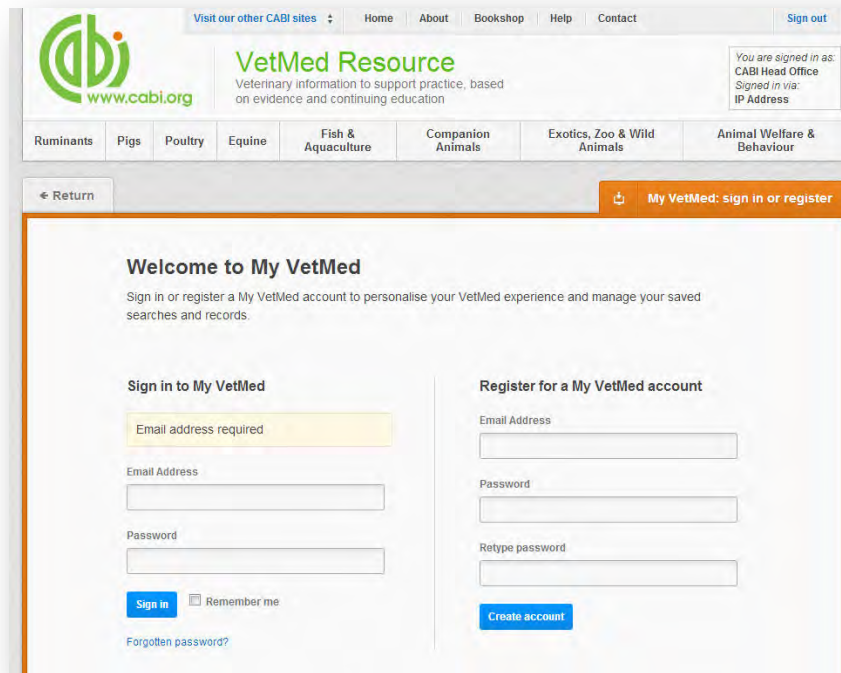 Visit our other CABI sites Home About Bookshop Help Contact Sign out
cabi
www.cabi.org
VetMed Resource
Veterinary information to support practice, based
on evidence and continuing education
You are signed in as:
CABI Head Office
Signed in via:
IP Address
Ruminants Pigs Poultry Equine Fish & Aquaculture Companion Animals Exotics, Zoo & Wild Animals Animal Welfare & Behaviour
Return
My VetMed: sign in or register
Welcome to My VetMed
Sign in or register a My VetMed account to personalise your VetMed experience and manage your saved
searches and records.
Sign in to My VetMed
Email address required
Email Address
Password
Sign in Remember me
Forgotten password?
Register for a My VetMed account
Email Address
Password
Retype password
Create account